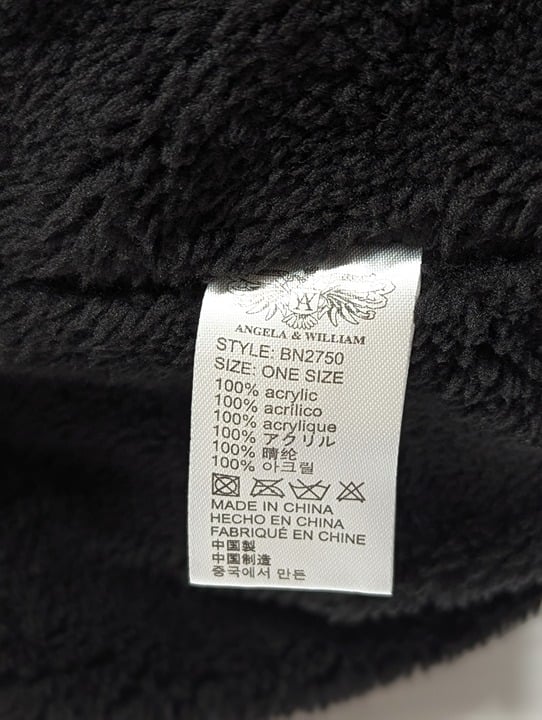 A
ANGELA & WILLIAM
STYLE: BN2750
SIZE: ONE SIZE
100% acrylic
100% acrílico
100% acrylique
100% アクリル
100% 晴纶
100% 아크릴
MADE IN CHINA
HECHO EN CHINA
FABRIQUÉ EN CHINE
中国製
中国制造
중국에서 만든